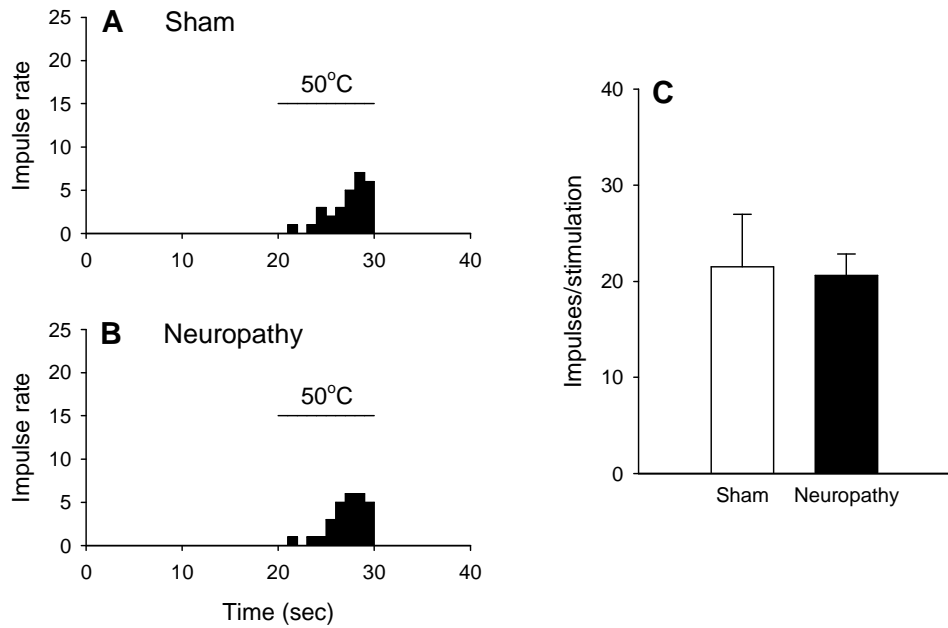 A Sham
25
20
15
10
5
0
Impulse rate
50°C
0 10 20 30 40
B Neuropathy
25
20
15
10
5
0
Impulse rate
50°C
0 10 20 30 40
Time (sec)
C
40
30
20
10
0
Impulses/stimulation
Sham Neuropathy